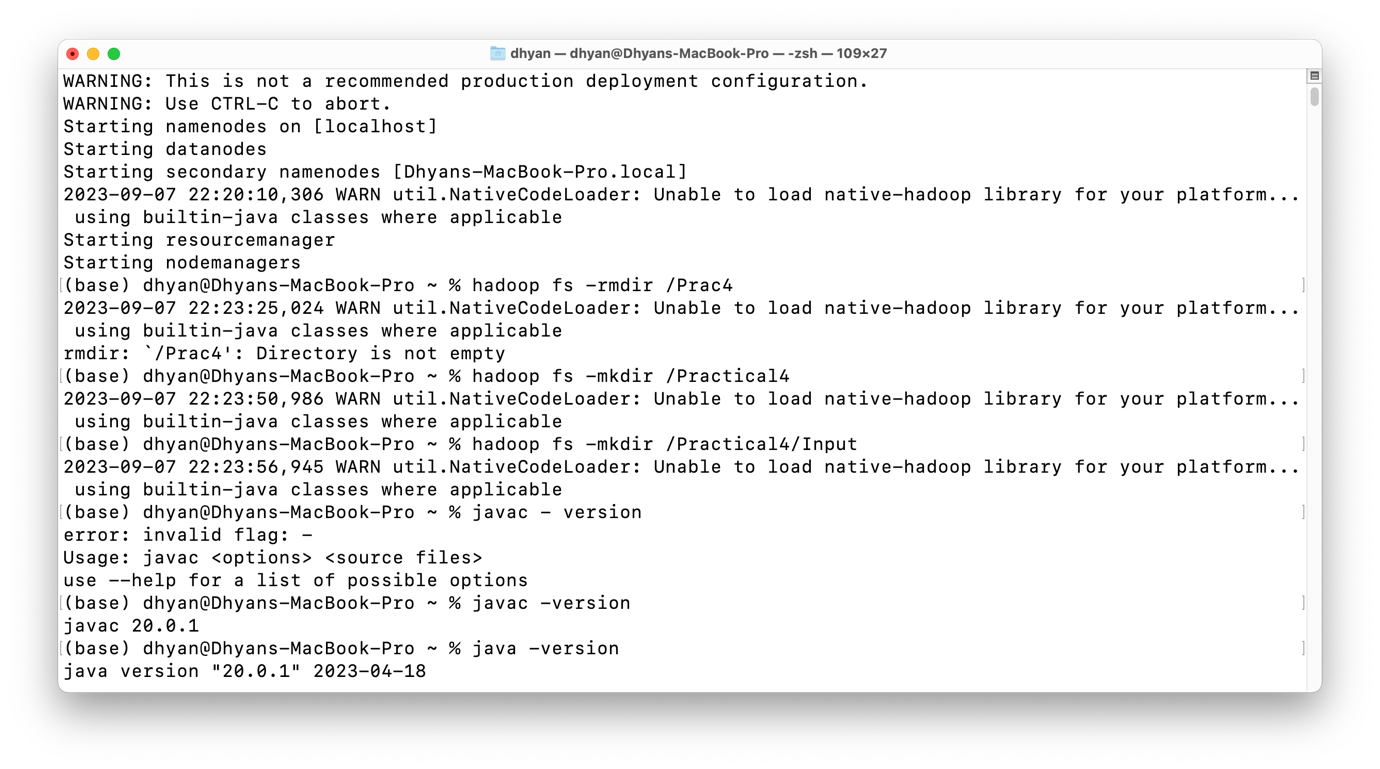 dhyan — dhyan@Dhyans-MacBook-Pro — -zsh — 109×27
WARNING: This is not a recommended production deployment configuration.
WARNING: Use CTRL-C to abort.
Starting namenodes on [localhost]
Starting datanodes
Starting secondary namenodes [Dhyans-MacBook-Pro.local]
2023-09-07 22:20:10,306 WARN util.NativeCodeLoader: Unable to load native-hadoop library for your platform...
 using builtin-java classes where applicable
Starting resourcemanager
Starting nodemanagers
[(base) dhyan@Dhyans-MacBook-Pro ~ % hadoop fs -rmdir /Prac4 ]
2023-09-07 22:23:25,024 WARN util.NativeCodeLoader: Unable to load native-hadoop library for your platform...
 using builtin-java classes where applicable
rmdir: `/Prac4': Directory is not empty
[(base) dhyan@Dhyans-MacBook-Pro ~ % hadoop fs -mkdir /Practical4 ]
2023-09-07 22:23:50,986 WARN util.NativeCodeLoader: Unable to load native-hadoop library for your platform...
 using builtin-java classes where applicable
[(base) dhyan@Dhyans-MacBook-Pro ~ % hadoop fs -mkdir /Practical4/Input ]
2023-09-07 22:23:56,945 WARN util.NativeCodeLoader: Unable to load native-hadoop library for your platform...
 using builtin-java classes where applicable
[(base) dhyan@Dhyans-MacBook-Pro ~ % javac - version ]
error: invalid flag: -
Usage: javac <options> <source files>
use --help for a list of possible options
[(base) dhyan@Dhyans-MacBook-Pro ~ % javac -version ]
javac 20.0.1
[(base) dhyan@Dhyans-MacBook-Pro ~ % java -version ]
java version "20.0.1" 2023-04-18